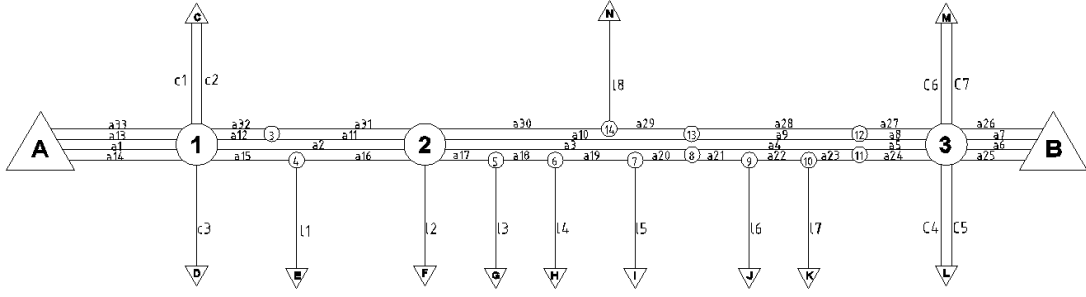 C N M
c1 c2 l8 C6 C7
a33 a32 a31 a30 a29 a28 a27 a26
a13 a12 3 a11 a10 14 13 a9 12 a8 a7
A a1 1 a2 2 a3 a4 a5 3 a6 B
a14 a15 4 a16 a17 5 a18 6 a19 7 a20 8 a21 9 a22 10 a23 11 a24 a25
c3 l1 l2 l3 l4 l5 l6 l7 C4 C5
D E F G H I J K L